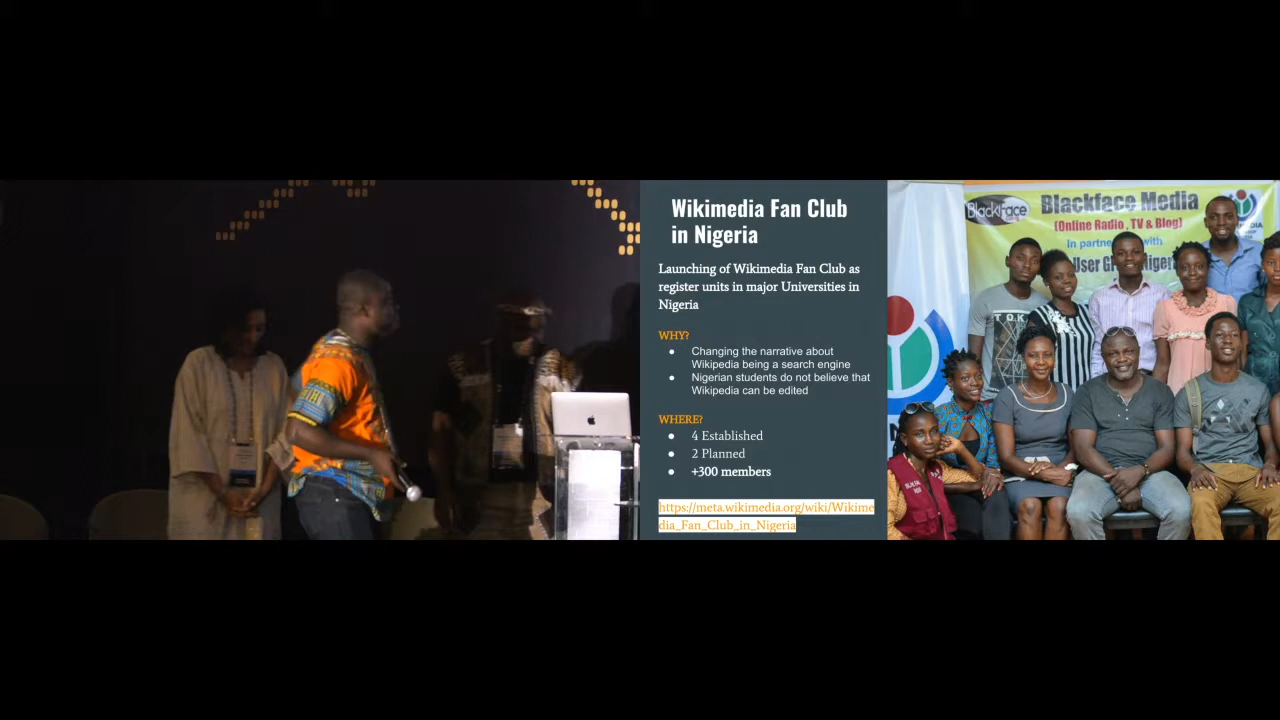 Wikimedia Fan Club
in Nigeria
Launching of Wikimedia Fan Club as
register units in major Universities in
Nigeria
WHY?
● Changing the narrative about
Wikipedia being a search engine
● Nigerian students do not believe that
Wikipedia can be edited
WHERE?
● 4 Established
● 2 Planned
● +300 members
https://meta.wikimedia.org/wiki/Wikime
dia_Fan_Club_in_Nigeria
BlackFace
Blackface Media
(Online Radio, TV & Blog)
In with
User